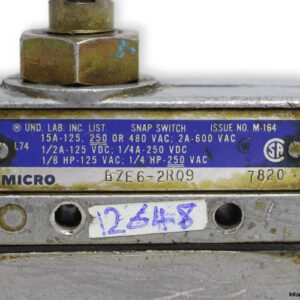 UND. LAB. INC. LIST SNAP SWITCH ISSUE NO. M-164
15A-125, 250 OR 480 VAC; 2A-600 VAC
L74 1/2A-125 VDC; 1/4A-250 VDC
1/8 HP-125 VAC; 1/4 HP-250 VAC
MICRO DZE6-2RQ9 7820
12648